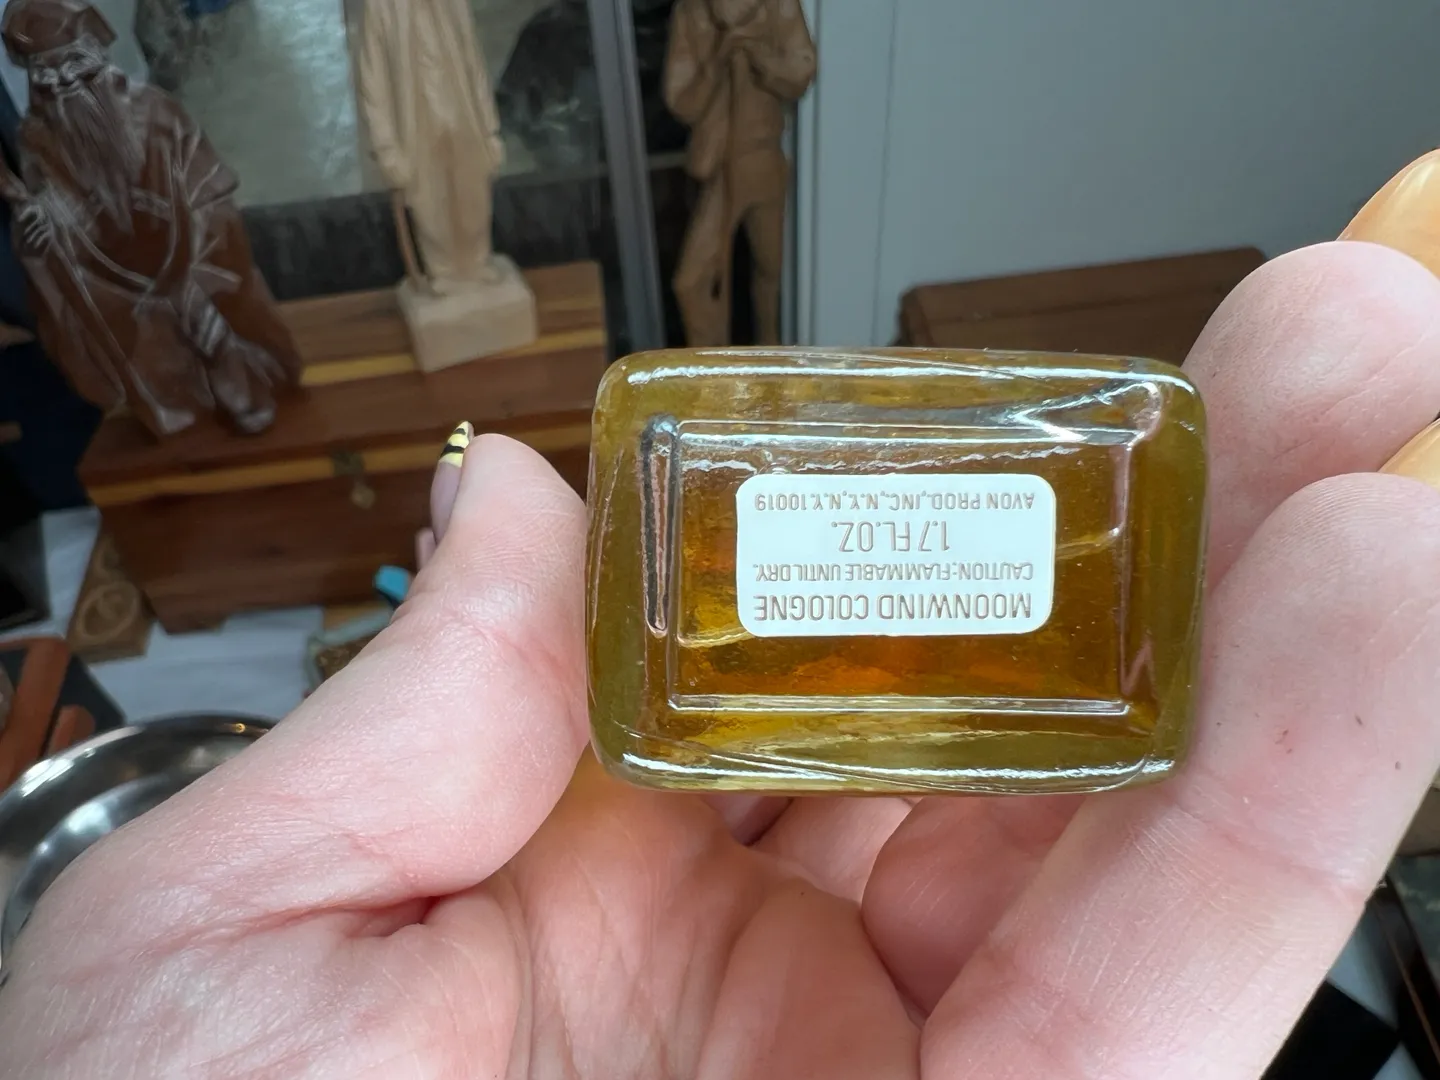 MOONWIND COLOGNE
CAUTION:FLAMMABLE UNTIL DRY.
1.7 FL.OZ.
AVON PROD.,INC., N.Y., N.Y. 10019